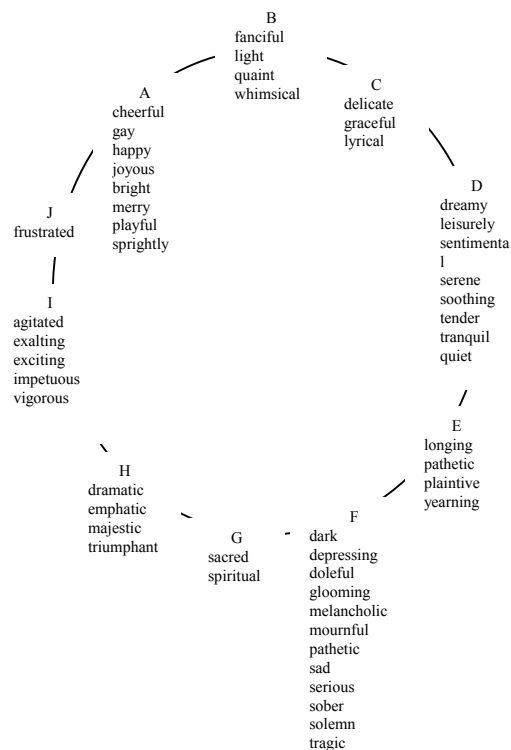 B
fanciful
light
quaint
whimsical
A
cheerful
gay
happy
joyous
bright
merry
playful
sprightly
C
delicate
graceful
lyrical
D
dreamy
leisurely
sentimenta
l
serene
soothing
tender
tranquil
quiet
J
frustrated
I
agitated
exalting
exciting
impetuous
vigorous
E
longing
pathetic
plaintive
yearning
H
dramatic
emphatic
majestic
triumphant
G
sacred
spiritual
F
dark
depressing
doleful
glooming
melancholic
mournful
pathetic
sad
serious
sober
solemn
tragic